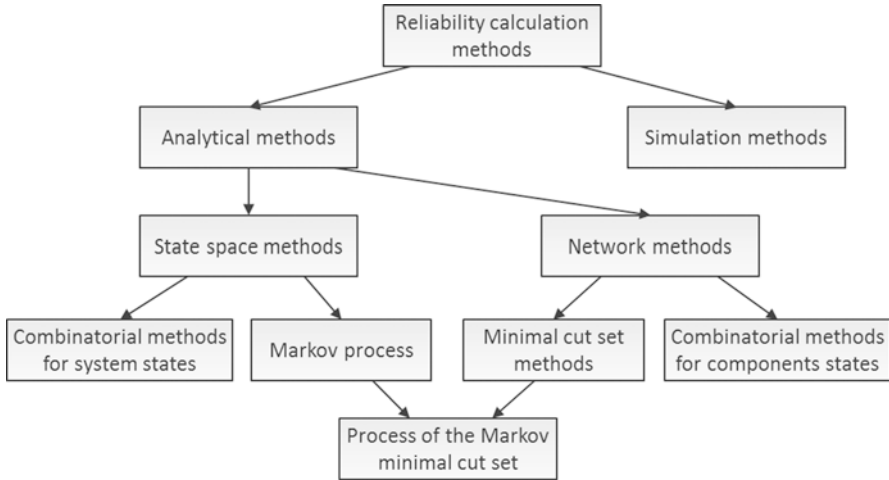 Reliability calculation
methods
Analytical methods
Simulation methods
State space methods
Network methods
Combinatorial methods
for system states
Markov process
Minimal cut set
methods
Combinatorial methods
for components states
Process of the Markov
minimal cut set